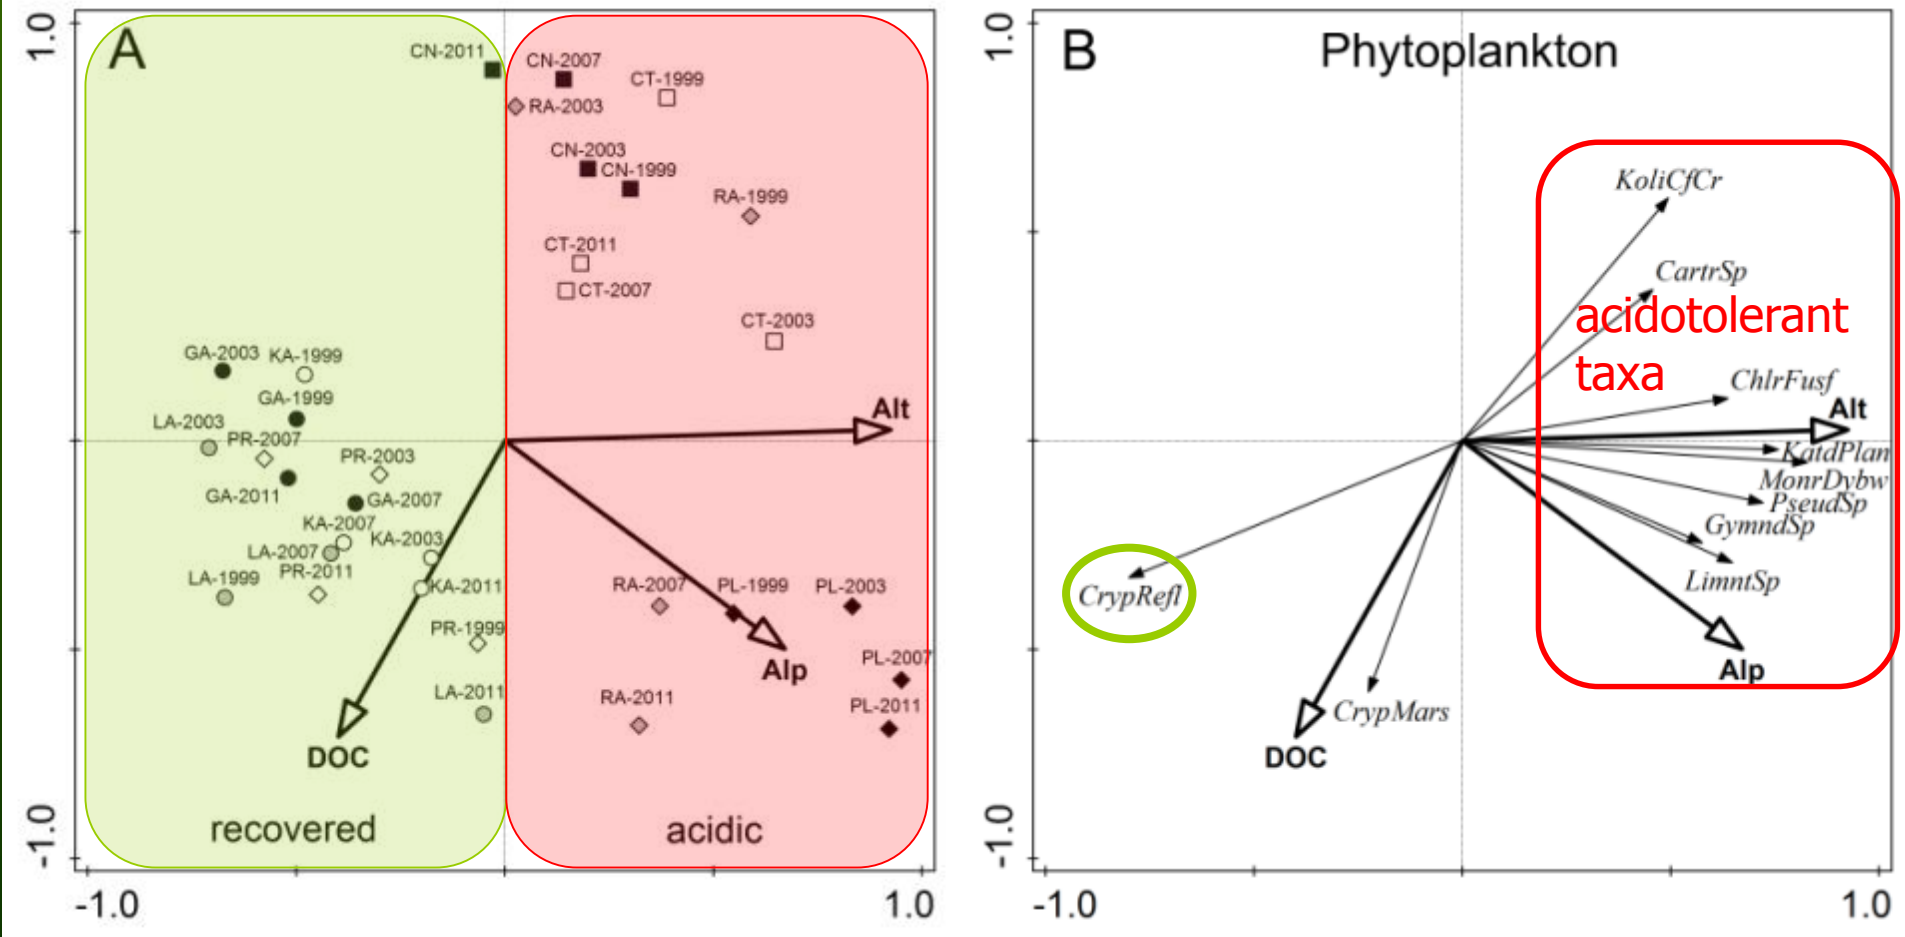 A
1.0
CN-2011
CN-2007
CT-1999
RA-2003
CN-2003
CN-1999
RA-1999
CT-2011
CT-2007
CT-2003
GA-2003
KA-1999
GA-1999
LA-2003
PR-2007
Alt
PR-2003
GA-2011
GA-2007
KA-2007
KA-2003
LA-2007
PR-2011
LA-1999
KA-2011
RA-2007
PL-1999
PL-2003
PR-1999
Alp
PL-2007
LA-2011
RA-2011
PL-2011
DOC
recovered
acidic
-1.0
-1.0
1.0
B
Phytoplankton
1.0
KoliCfCr
CartrSp
acidotolerant
taxa
ChlrFusf
Alt
KatdPlan
MonrDybw
PseudSp
GymndSp
LimntSp
CrypRefl
Alp
CrypMars
DOC
-1.0
-1.0
1.0